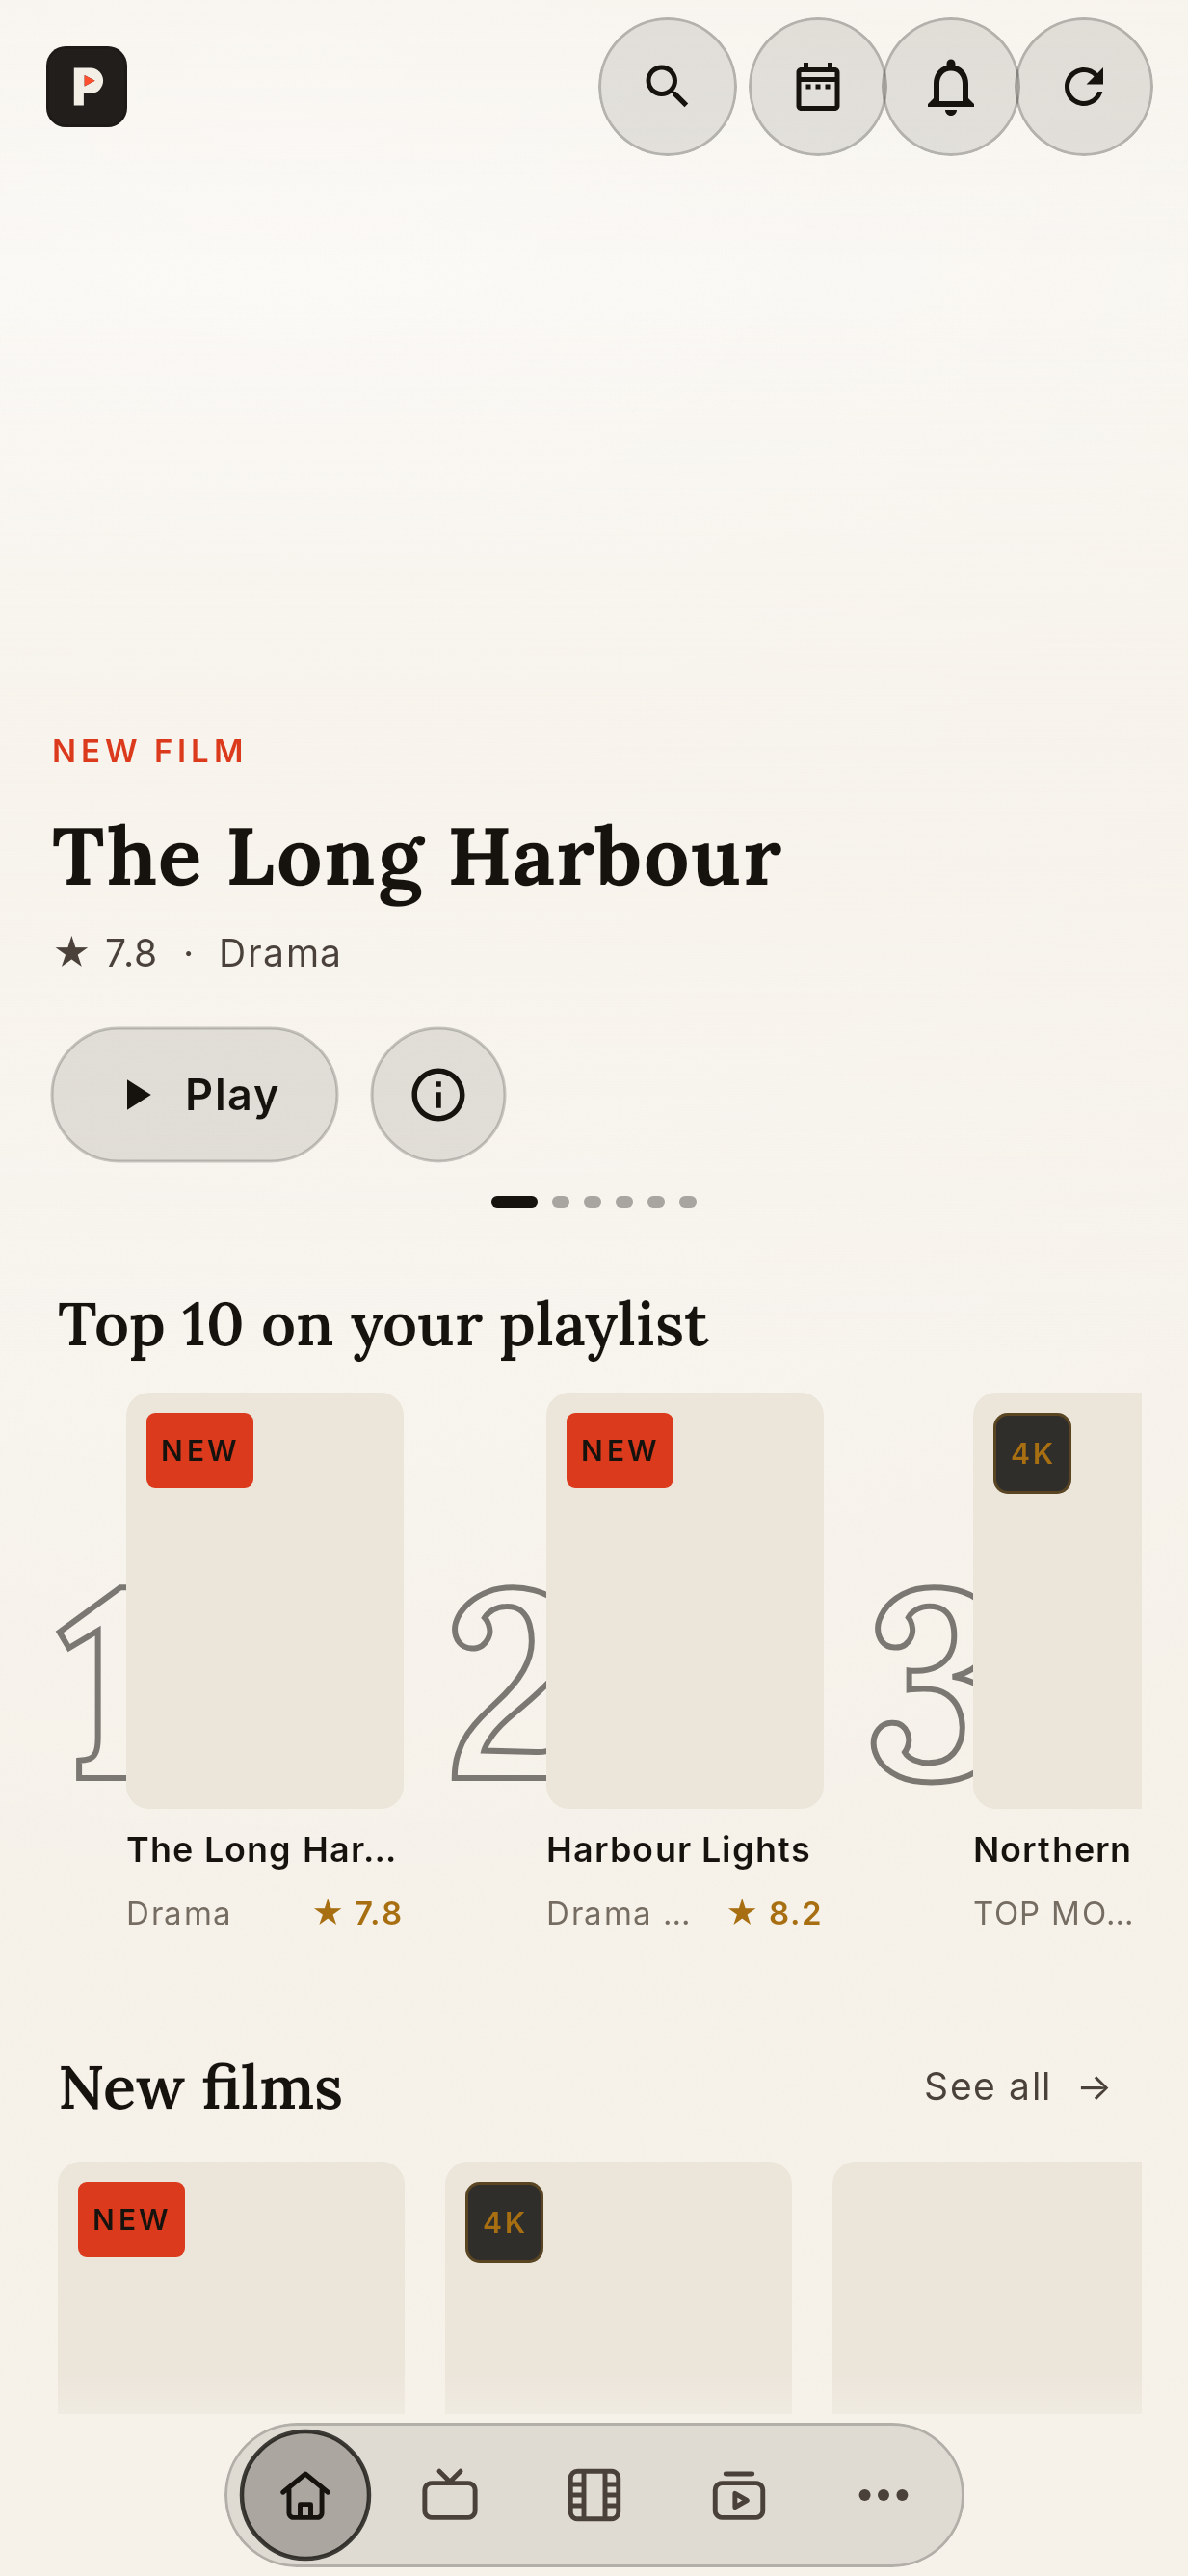 P
NEW FILM
The Long Harbour
★ 7.8 · Drama
Play
Top 10 on your playlist
NEW
NEW
4K
1
2
3
The Long Har...
Harbour Lights
Northern
Drama ★ 7.8
Drama ... ★ 8.2
TOP MO...
New films
See all →
NEW
4K